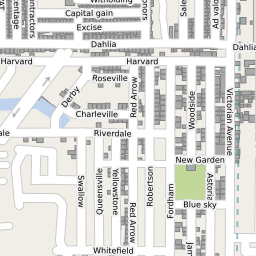 Withholding
Capital gain
Excise
Dahlia
Dahlia
Harvard
Harvard
Roseville
Derby
Charleville
Red Arrow
Riverdale
Woodside
Victorian Avenue
New Garden
Swallow
Queensville
Yellowstone
Red Arrow
Robertson
Fordham
Astoria
Blue sky
Whitefield